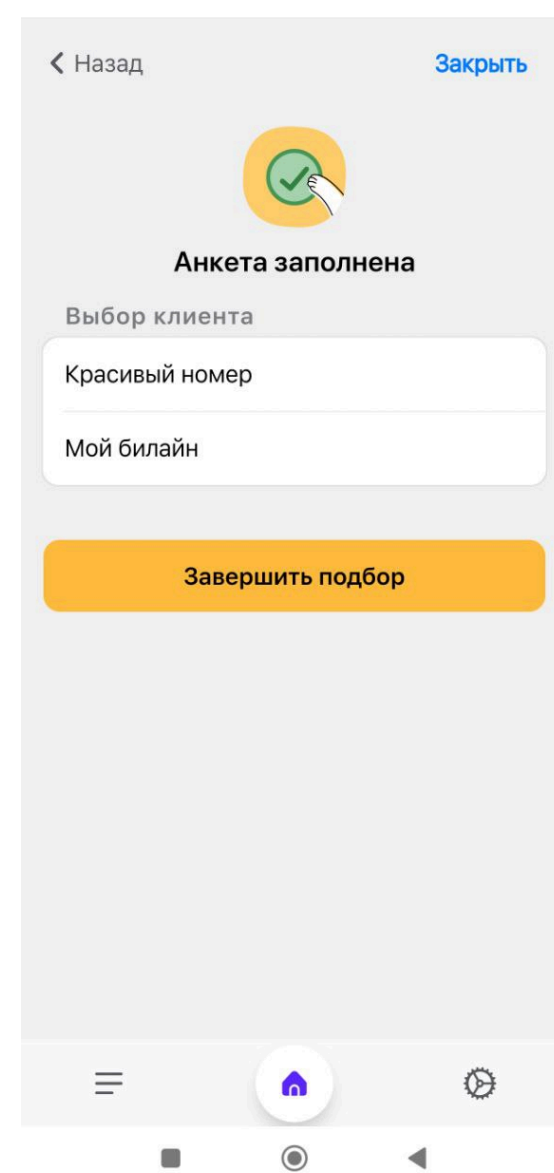 Назад
Закрыть
Анкета заполнена
Выбор клиента
Красивый номер
Мой билайн
Завершить подбор